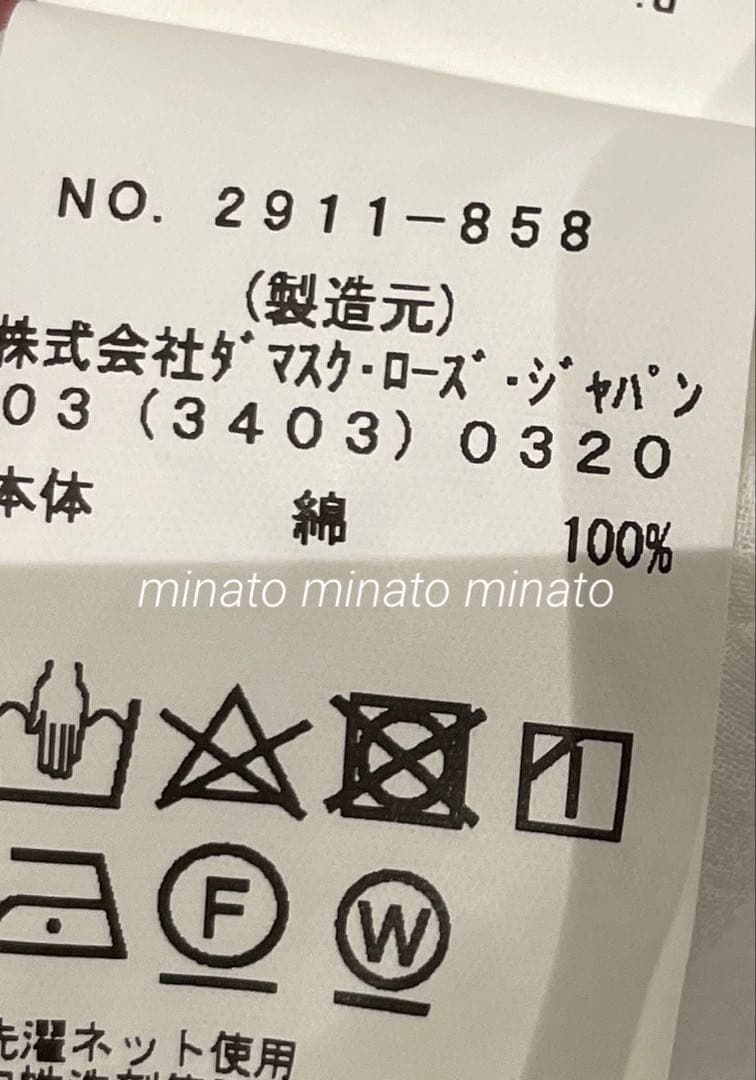 NO. 2911-858
(製造元)
株式会社ﾀﾞﾏｽｸ・ﾛｰｽﾞ・ｼﾞｬﾊﾟﾝ
03(3403)0320
本体 綿 100%
minato minato minato
F W
洗濯ネット使用